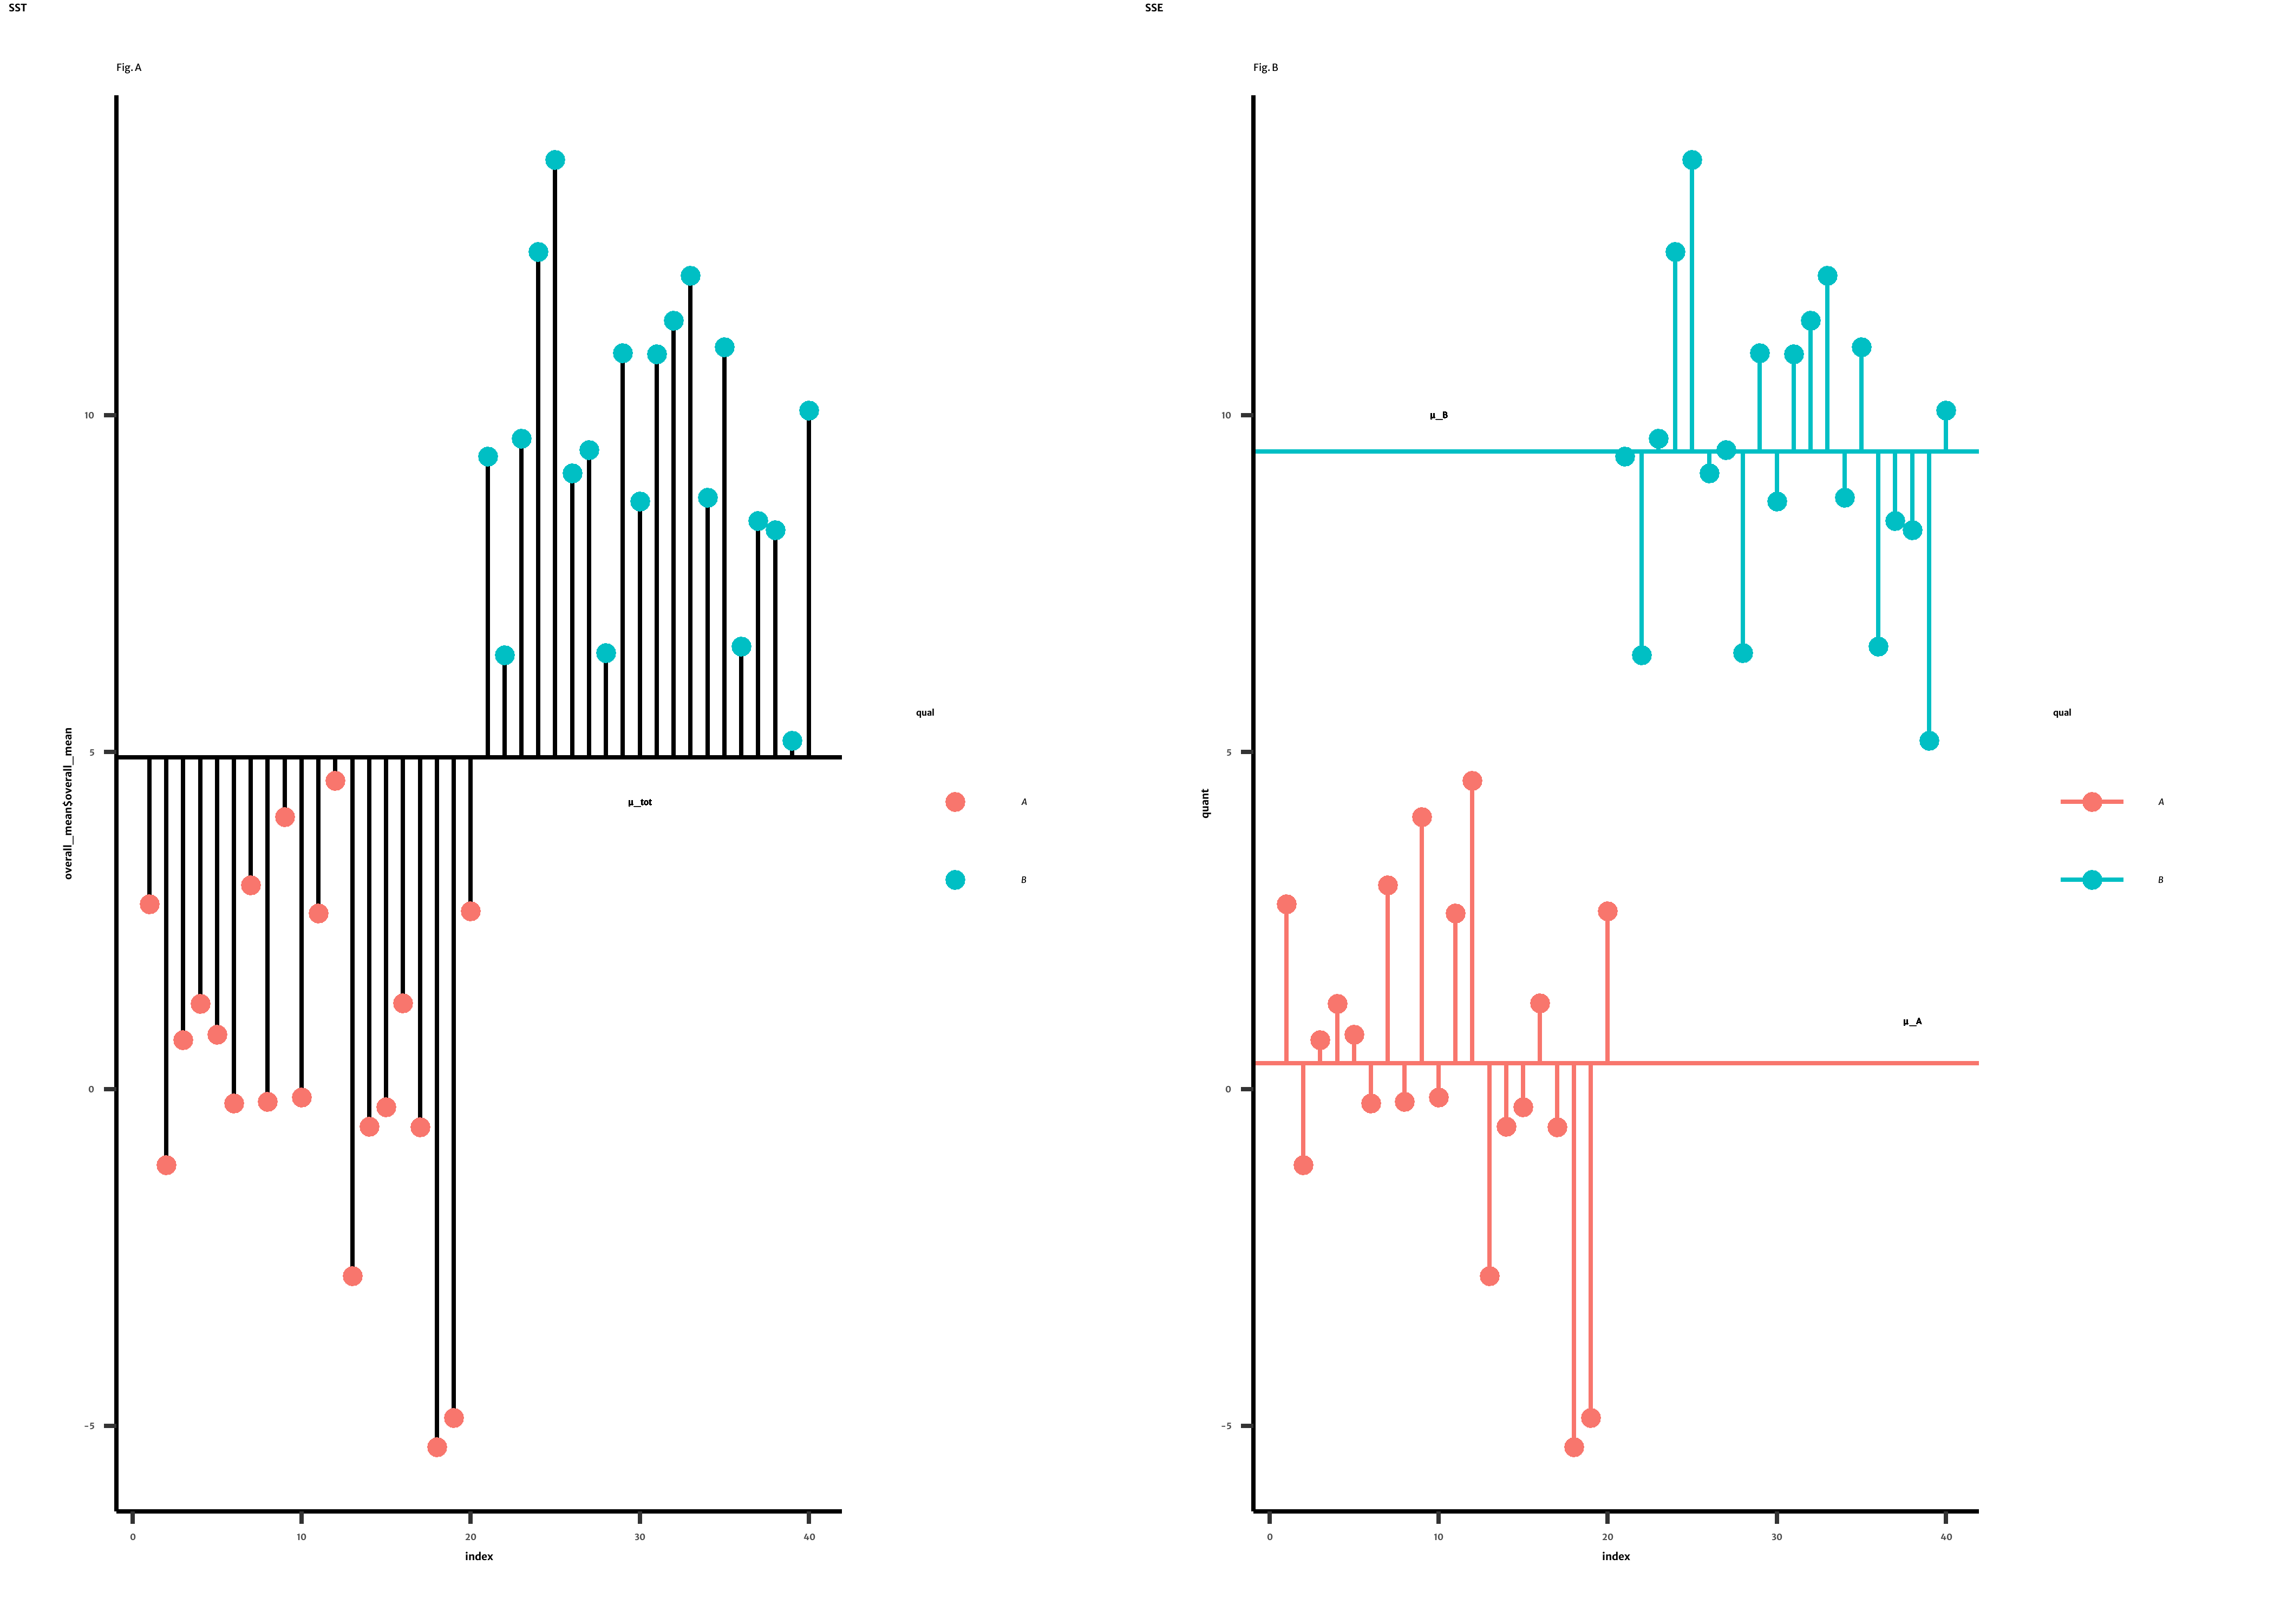 SST
Fig. A
overall_mean$overall_mean
10
5
0
-5
μ_tot
0
10
20
30
40
index
qual
A
B
SSE
Fig. B
quant
10
5
0
-5
μ_B
μ_A
0
10
20
30
40
index
qual
A
B